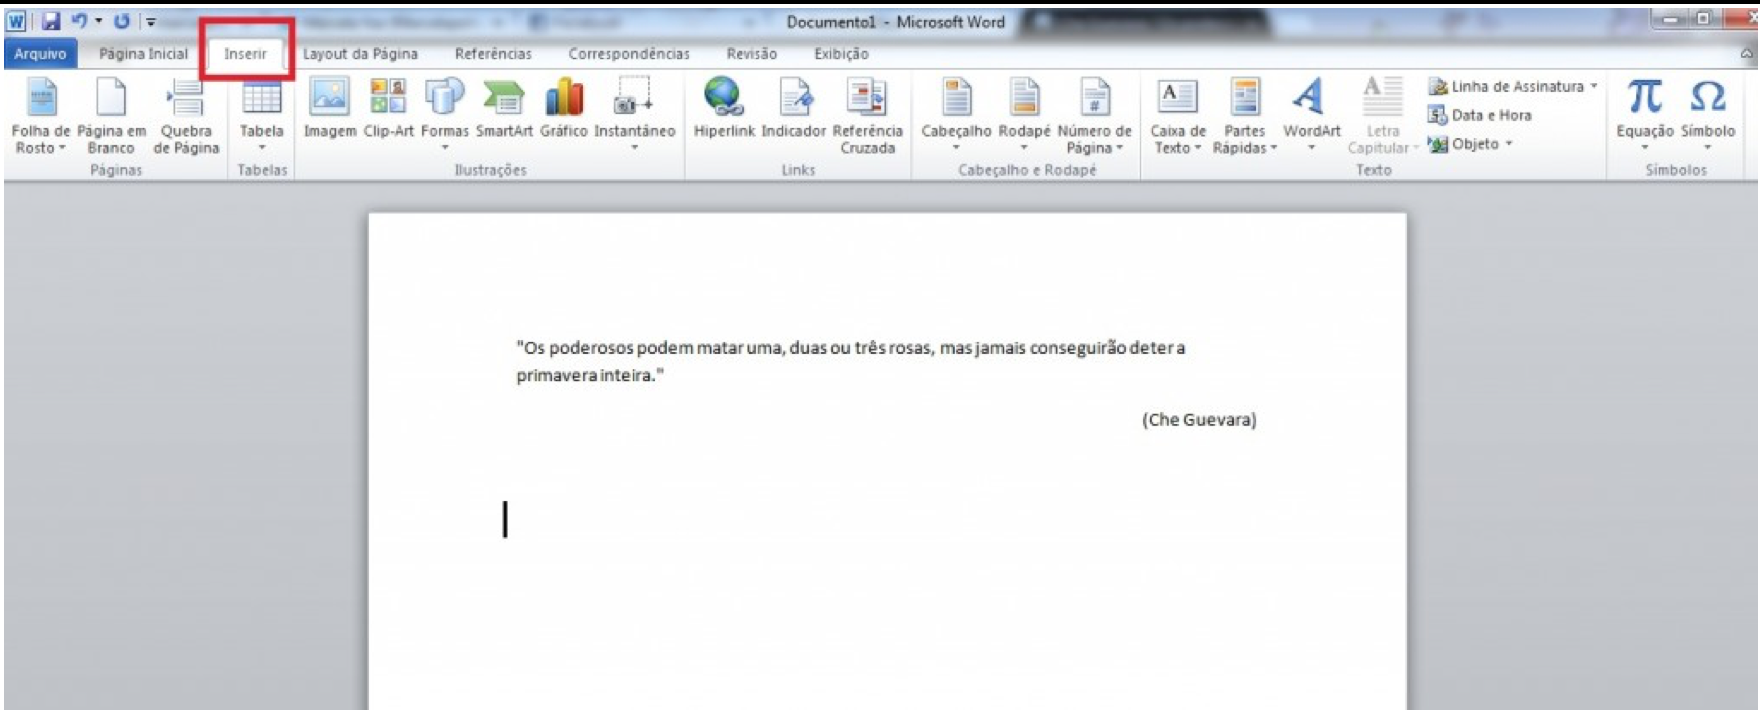 Documento1 - Microsoft Word
Arquivo Página Inicial Inserir Layout da Página Referências Correspondências Revisão Exibição
Folha de Rosto
Página em Branco
Quebra de Página
Páginas
Tabela
Tabelas
Imagem
Clip-Art
Formas
SmartArt
Gráfico
Instantâneo
Ilustrações
Hiperlink
Indicador
Referência Cruzada
Links
Cabeçalho
Rodapé
Número de Página
Cabeçalho e Rodapé
Caixa de Texto
Partes Rápidas
WordArt
Letra Capitular
Linha de Assinatura
Data e Hora
Objeto
Texto
π Equação
Ω Símbolo
Símbolos
"Os poderosos podem matar uma, duas ou três rosas, mas jamais conseguirão deter a
primavera inteira."
(Che Guevara)